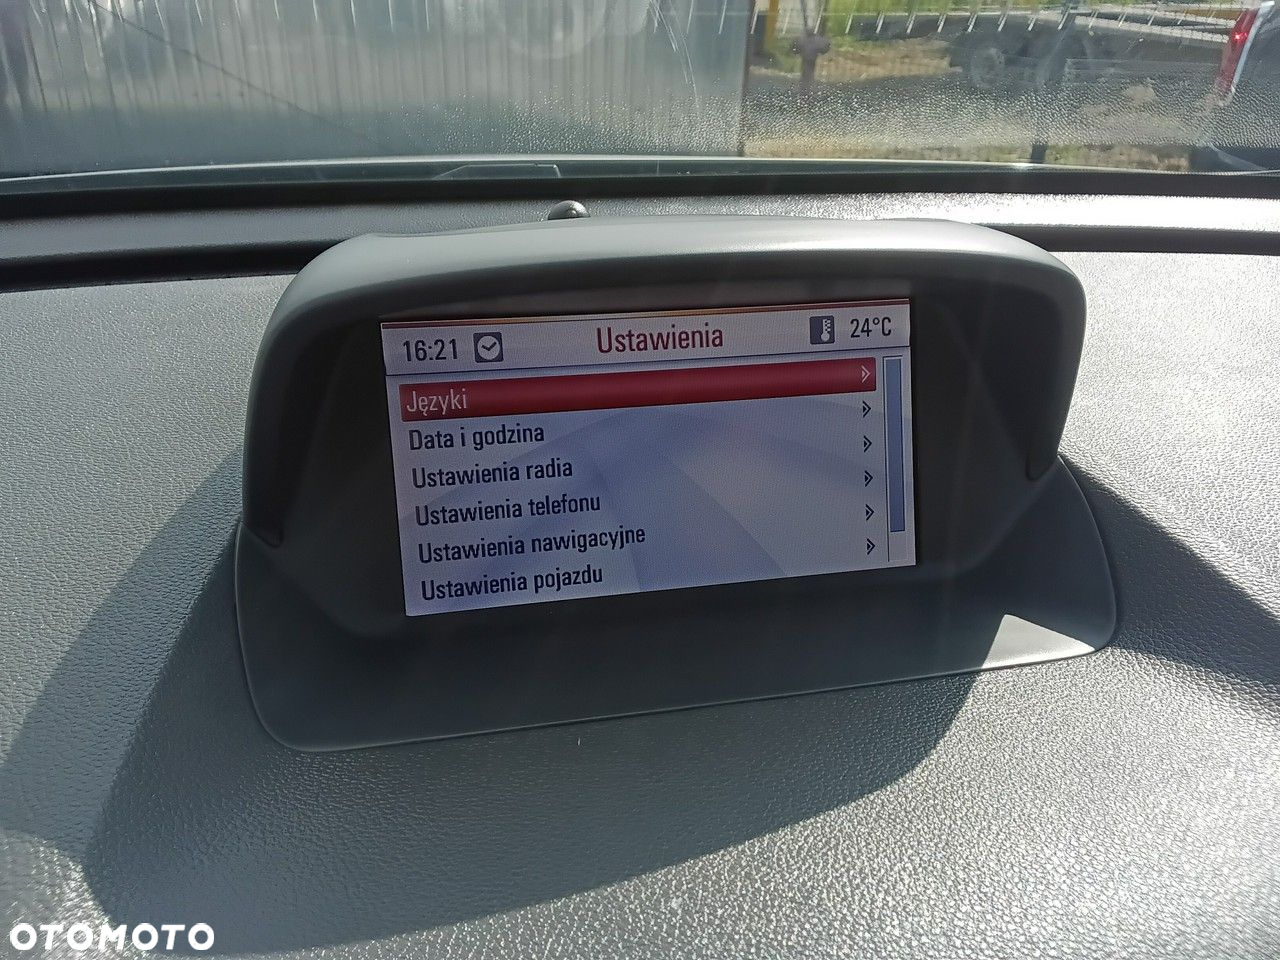 16:21 Ustawienia 24°C
Języki
Data i godzina
Ustawienia radia
Ustawienia telefonu
Ustawienia nawigacyjne
Ustawienia pojazdu
OTOMOTO